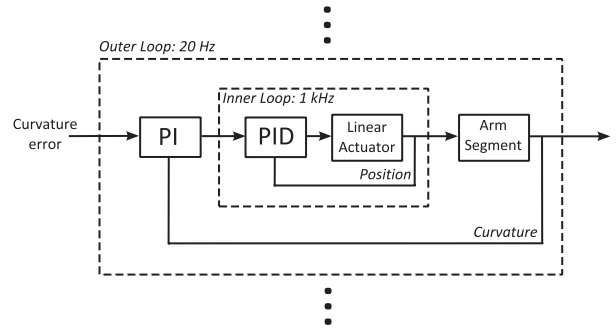 Outer Loop: 20 Hz
Inner Loop: 1 kHz
Curvature
error
PI
PID
Linear
Actuator
Arm
Segment
Position
Curvature